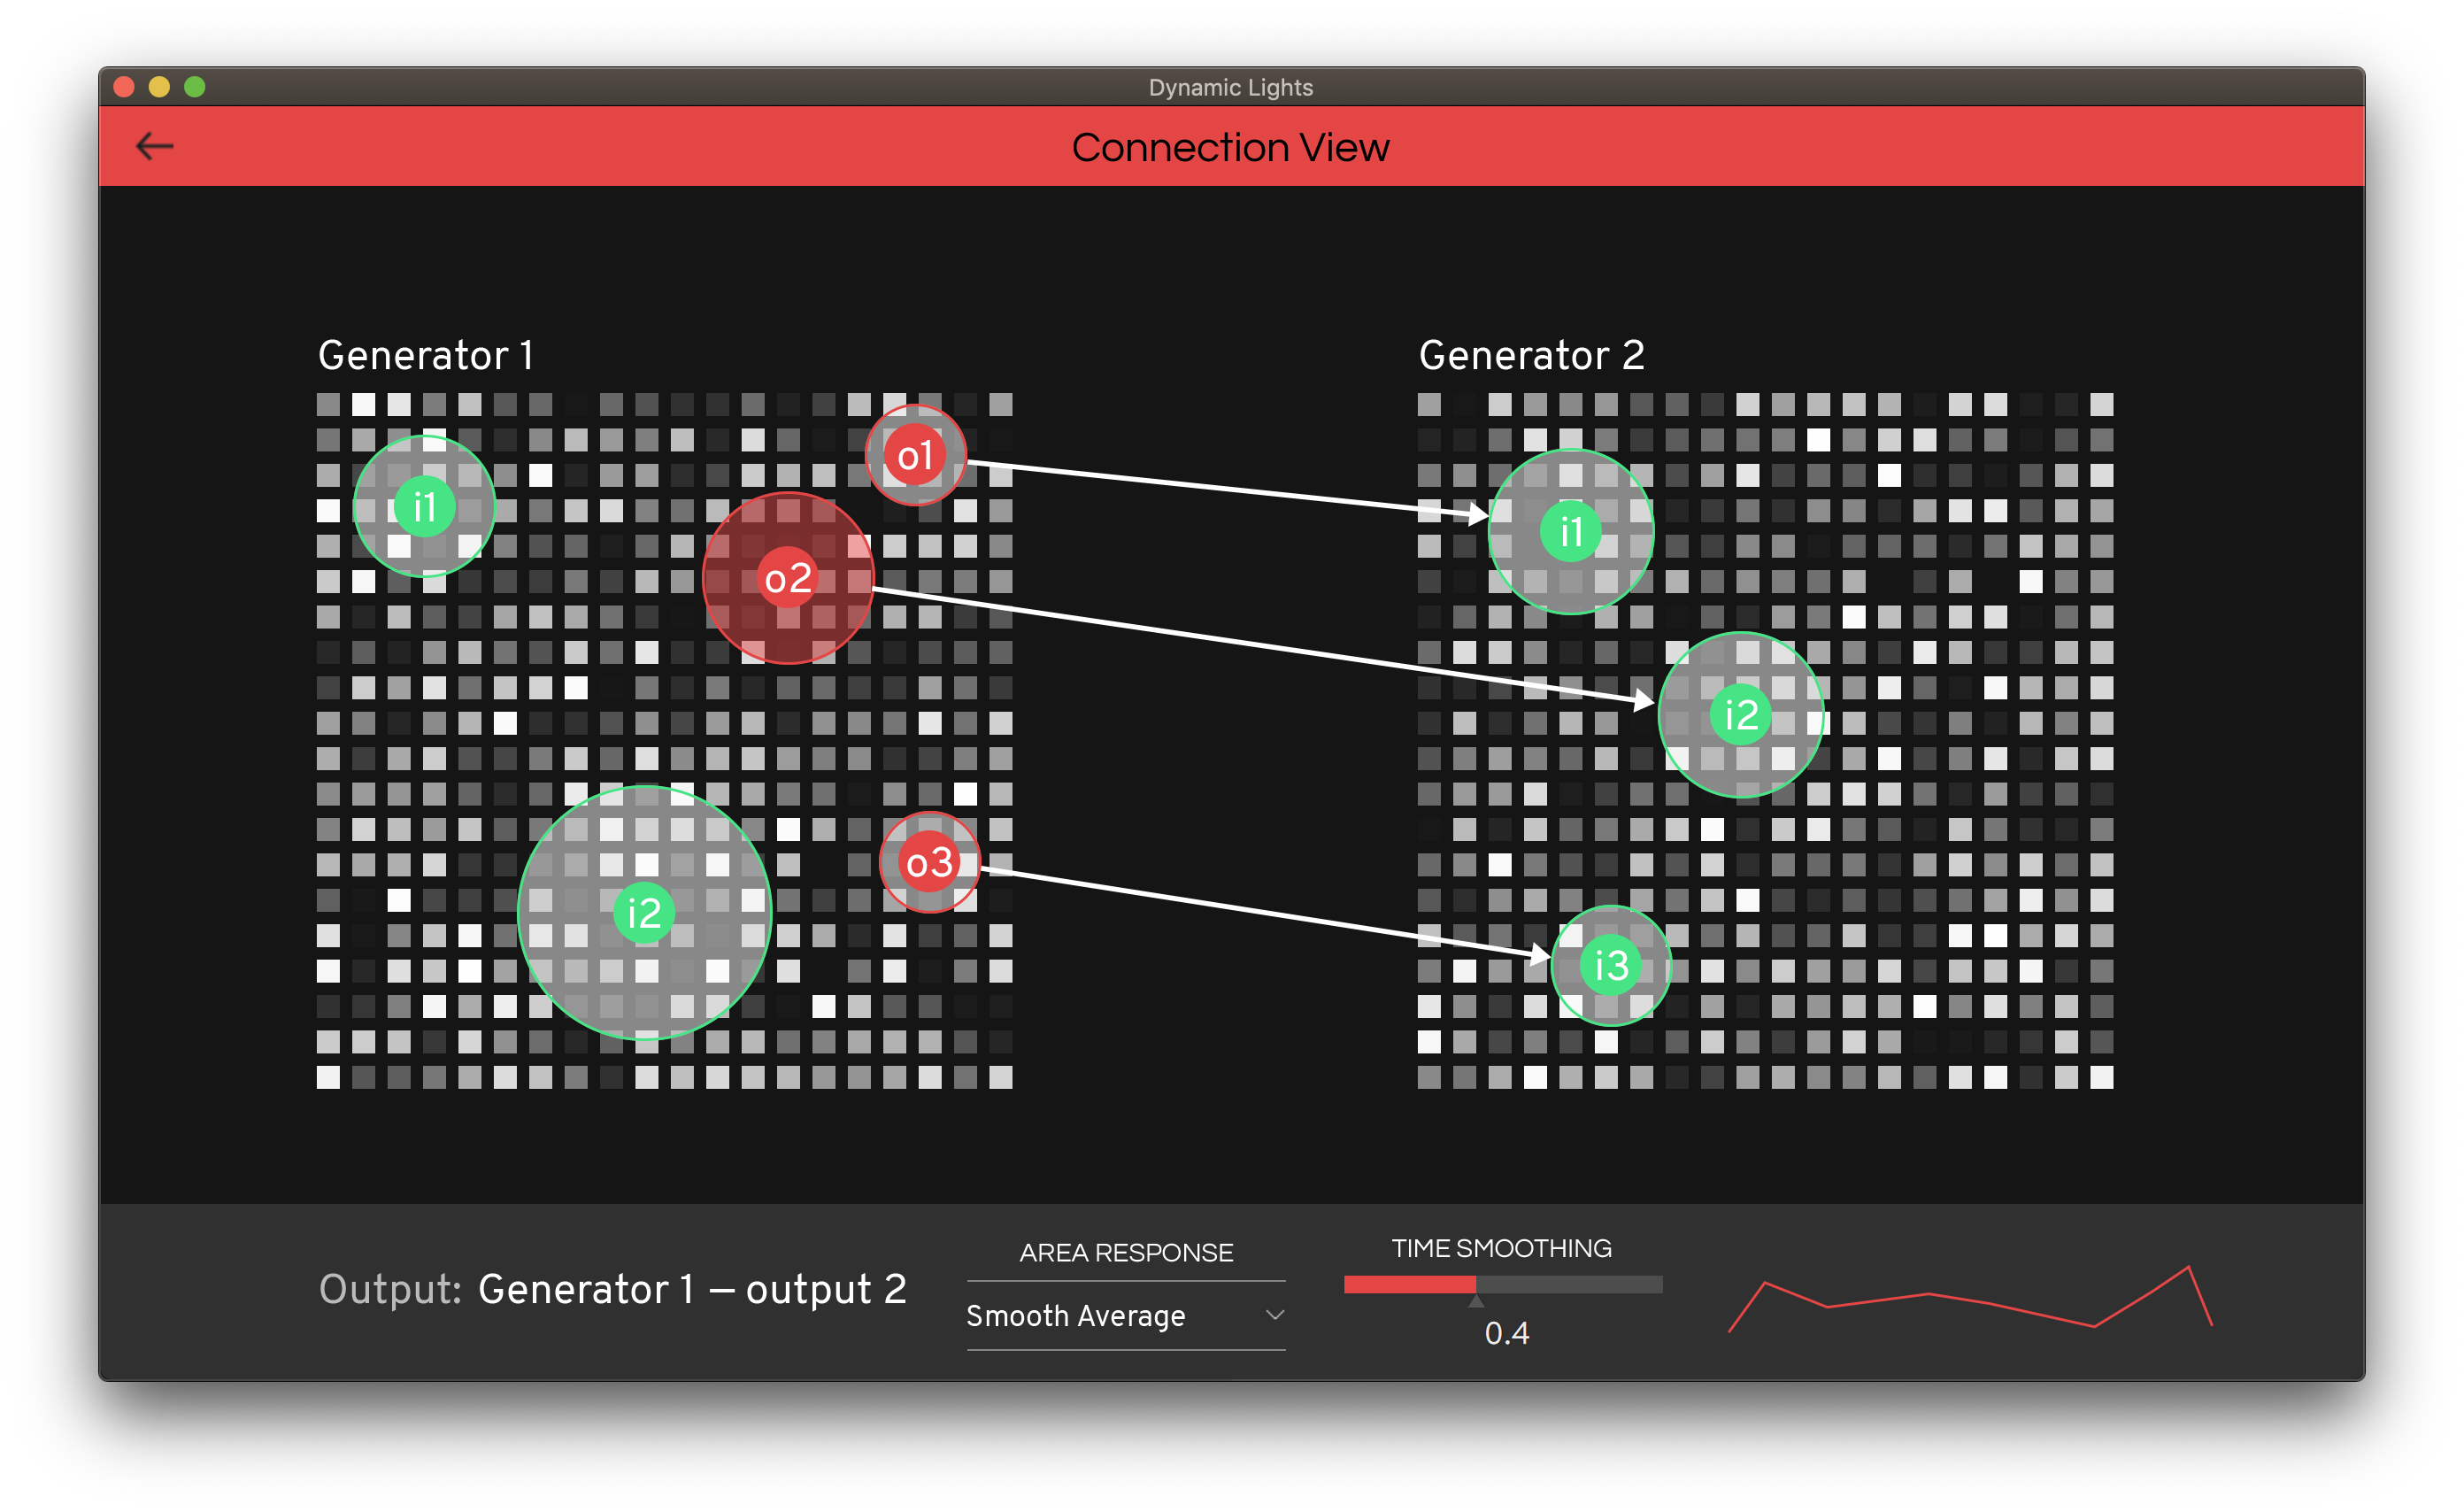 Dynamic Lights
Connection View
Generator 1
Generator 2
o1
i1
i1
o2
i2
o3
i2
i3
Output: Generator 1 – output 2
AREA RESPONSE
Smooth Average
TIME SMOOTHING
0.4